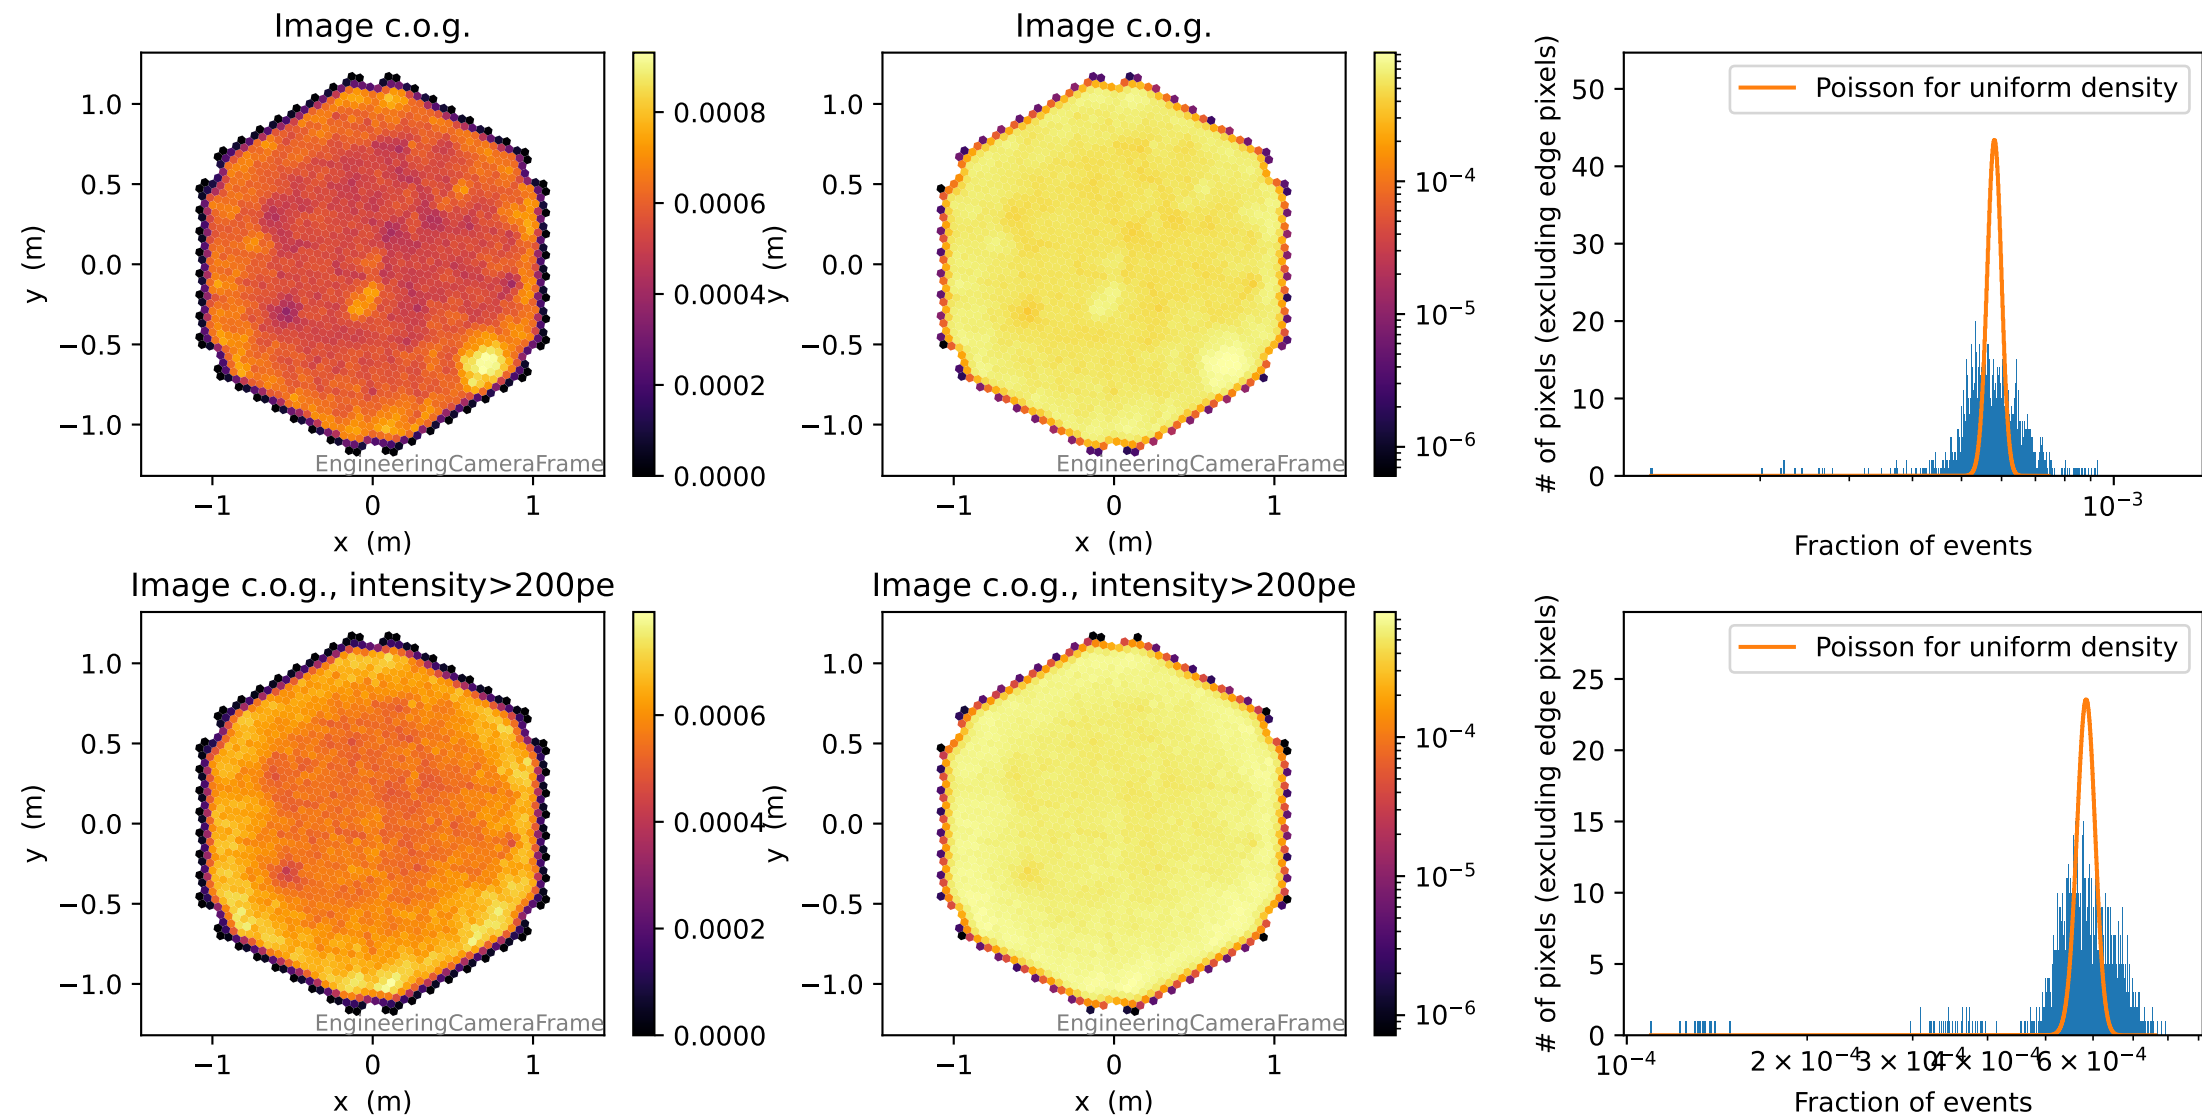 Image c.o.g.
1.0
0.5
0.0
−0.5
−1.0
y (m)
EngineeringCameraFrame
−1
0
1
x (m)
0.0008
0.0006
0.0004
0.0002
0.0000
Image c.o.g.
1.0
0.5
0.0
−0.5
−1.0
y (m)
EngineeringCameraFrame
−1
0
1
x (m)
10−4
10−5
10−6
# of pixels (excluding edge pixels)
50
40
30
20
10
0
Poisson for uniform density
10−3
Fraction of events
Image c.o.g., intensity>200pe
1.0
0.5
0.0
−0.5
−1.0
y (m)
EngineeringCameraFrame
−1
0
1
x (m)
0.0006
0.0004
0.0002
0.0000
Image c.o.g., intensity>200pe
1.0
0.5
0.0
−0.5
−1.0
y (m)
EngineeringCameraFrame
−1
0
1
x (m)
10−4
10−5
10−6
# of pixels (excluding edge pixels)
25
20
15
10
5
0
Poisson for uniform density
10−4
2 × 10−4
3 × 10−4
4 × 10−4
6 × 10−4
Fraction of events